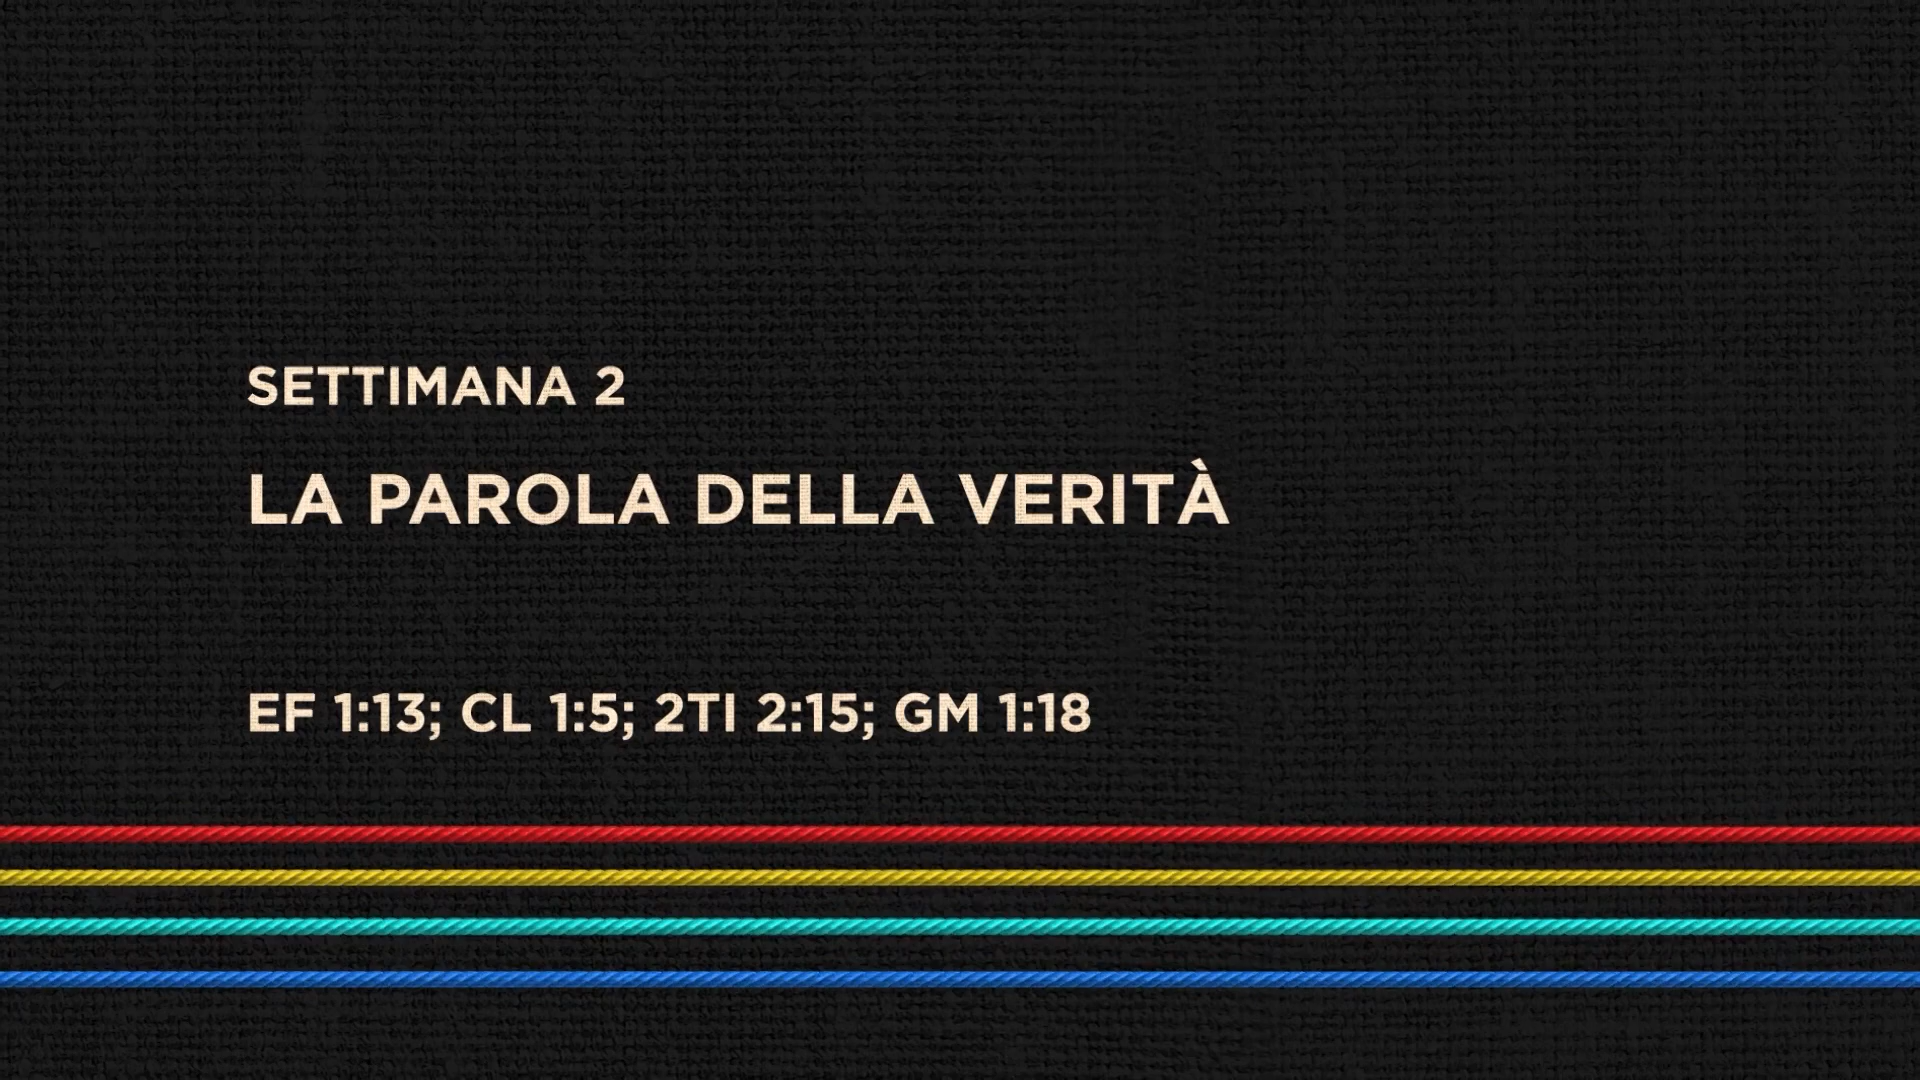 SETTIMANA 2
LA PAROLA DELLA VERITÀ
EF 1:13; CL 1:5; 2TI 2:15; GM 1:18